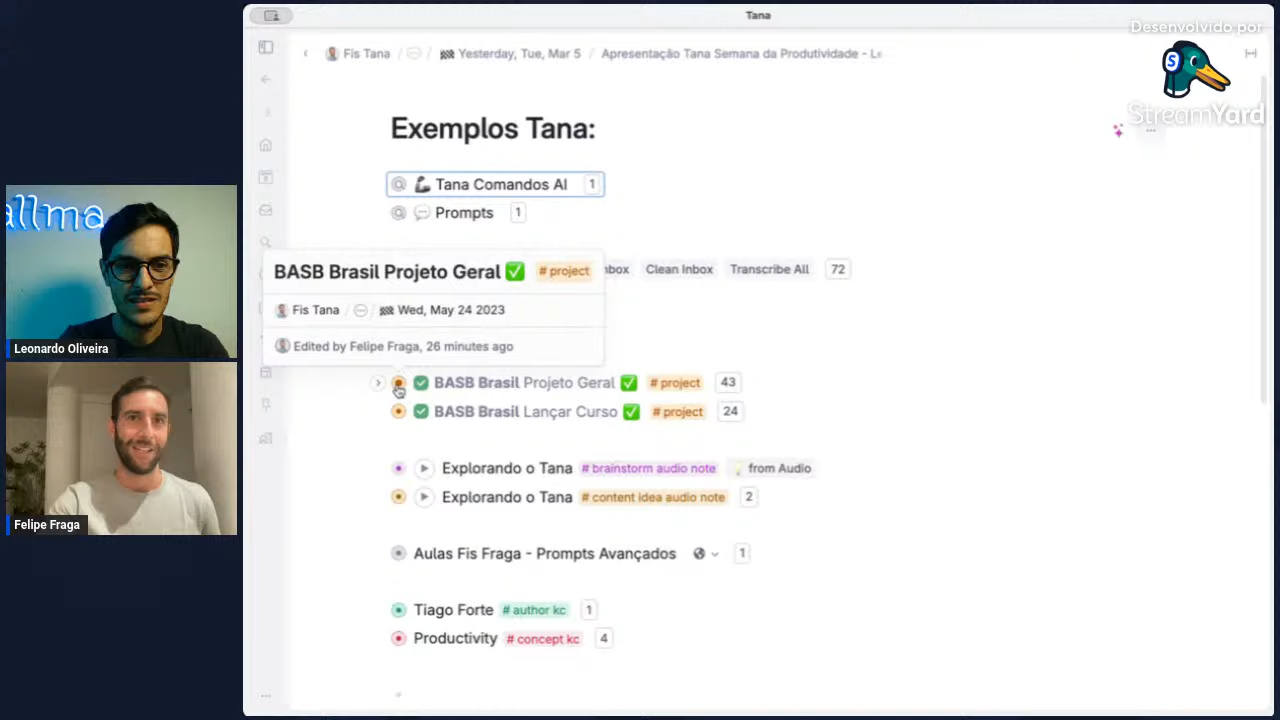 Tana
Desenvolvido por
StreamYard
Fis Tana / / Yesterday, Tue, Mar 5 / Apresentação Tana Semana da Produtividade - Le
Exemplos Tana:
Tana Comandos AI 1
Prompts 1
BASB Brasil Projeto Geral ✅ # project
nbox Clean Inbox Transcribe All 72
Fis Tana / / Wed, May 24 2023
Edited by Felipe Fraga, 26 minutes ago
BASB Brasil Projeto Geral ✅ # project 43
BASB Brasil Lançar Curso ✅ # project 24
Explorando o Tana # brainstorm audio note from Audio
Explorando o Tana # content idea audio note 2
Aulas Fis Fraga - Prompts Avançados 1
Tiago Forte # author kc 1
Productivity # concept kc 4
allma
Leonardo Oliveira
Felipe Fraga